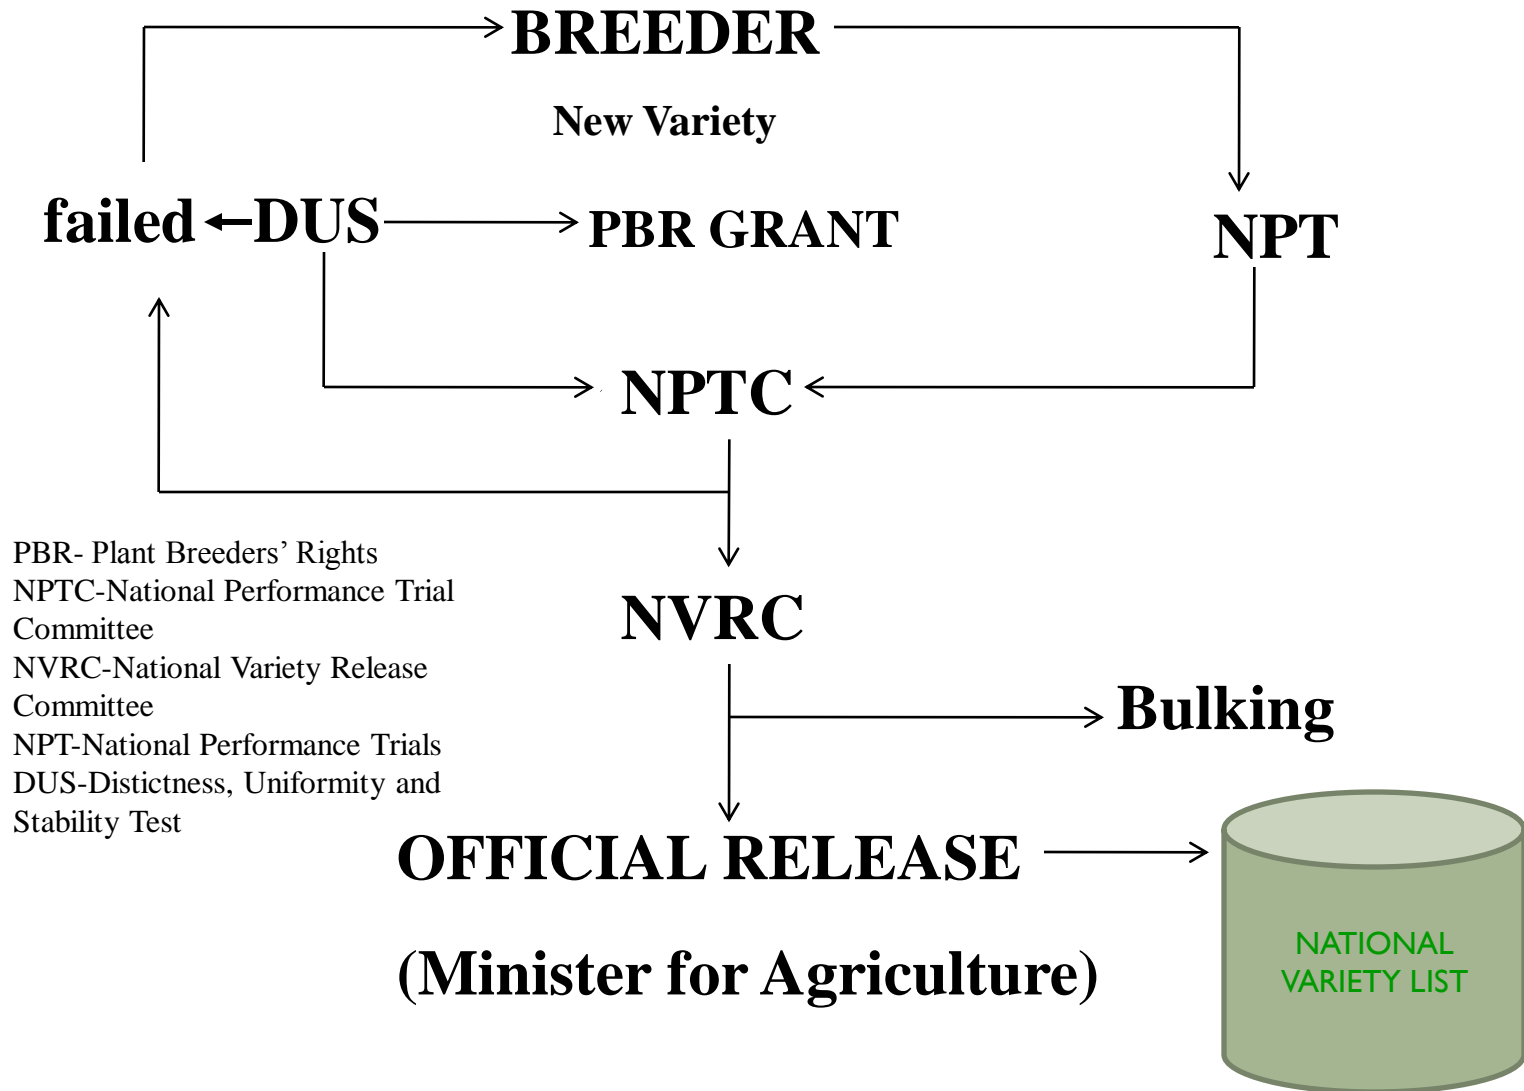 BREEDER
New Variety
failed
DUS
PBR GRANT
NPT
NPTC
PBR- Plant Breeders’ Rights
NPTC-National Performance Trial
Committee
NVRC-National Variety Release
Committee
NPT-National Performance Trials
DUS-Distictness, Uniformity and
Stability Test
NVRC
Bulking
OFFICIAL RELEASE
(Minister for Agriculture)
NATIONAL
VARIETY LIST